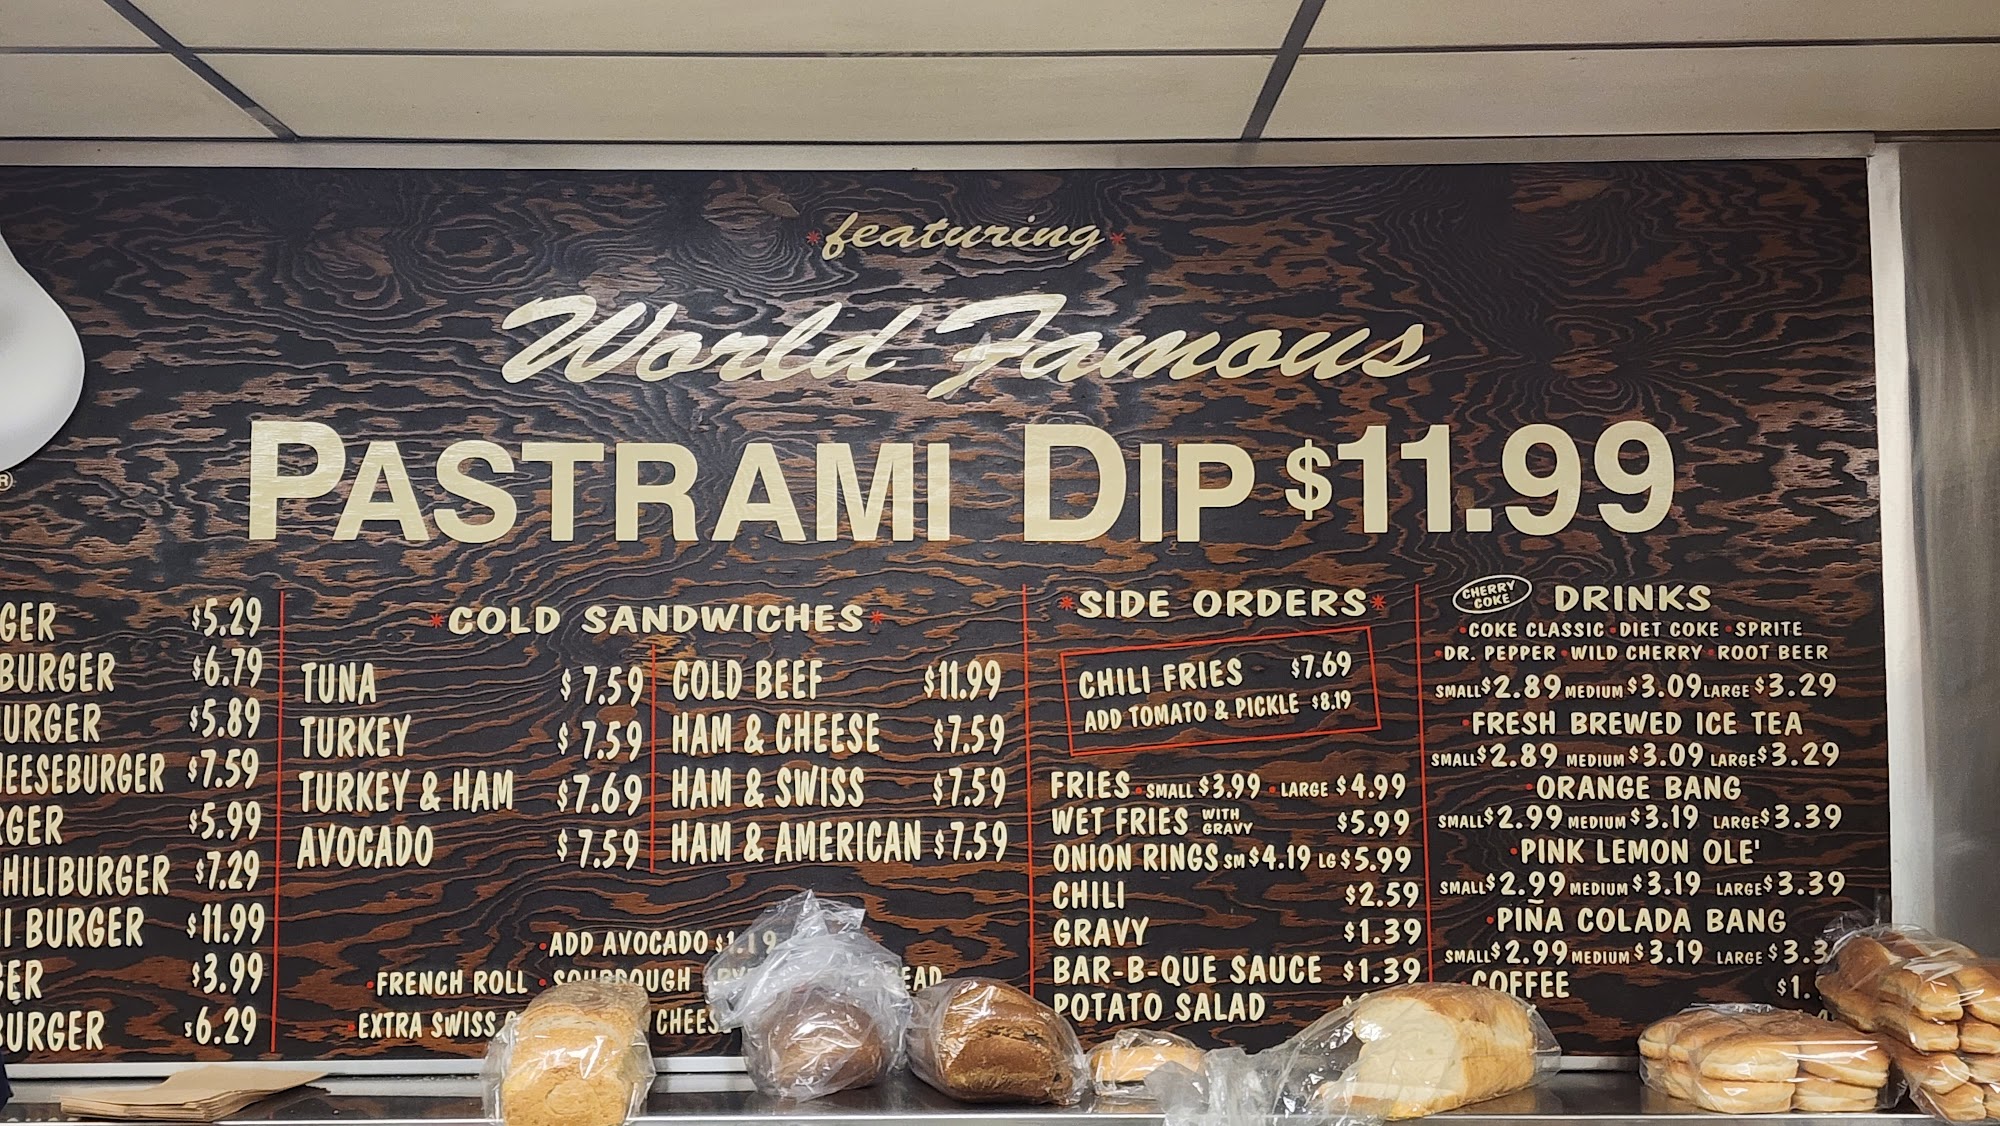 featuring
World Famous
PASTRAMI DIP $11.99
GER $5.29
BURGER $6.79
URGER $5.89
HEESEBURGER $7.59
RGER $5.99
HILIBURGER $7.29
I BURGER $11.99
ER $3.99
BURGER $6.29
COLD SANDWICHES
TUNA $7.59
TURKEY $7.59
TURKEY & HAM $7.69
AVOCADO $7.59
COLD BEEF $11.99
HAM & CHEESE $7.59
HAM & SWISS $7.59
HAM & AMERICAN $7.59
ADD AVOCADO $1.19
FRENCH ROLL SOURDOUGH
EXTRA SWISS
SIDE ORDERS
CHILI FRIES $7.69
ADD TOMATO & PICKLE $8.19
FRIES SMALL $3.99 LARGE $4.99
WET FRIES WITH GRAVY $5.99
ONION RINGS SM $4.19 LG $5.99
CHILI $2.59
GRAVY $1.39
BAR-B-QUE SAUCE $1.39
POTATO SALAD
CHERRY COKE
DRINKS
COKE CLASSIC DIET COKE SPRITE
DR. PEPPER WILD CHERRY ROOT BEER
SMALL $2.89 MEDIUM $3.09 LARGE $3.29
FRESH BREWED ICE TEA
SMALL $2.89 MEDIUM $3.09 LARGE $3.29
ORANGE BANG
SMALL $2.99 MEDIUM $3.19 LARGE $3.39
PINK LEMON OLE'
SMALL $2.99 MEDIUM $3.19 LARGE $3.39
PIÑA COLADA BANG
SMALL $2.99 MEDIUM $3.19 LARGE $3.3
COFFEE $1.